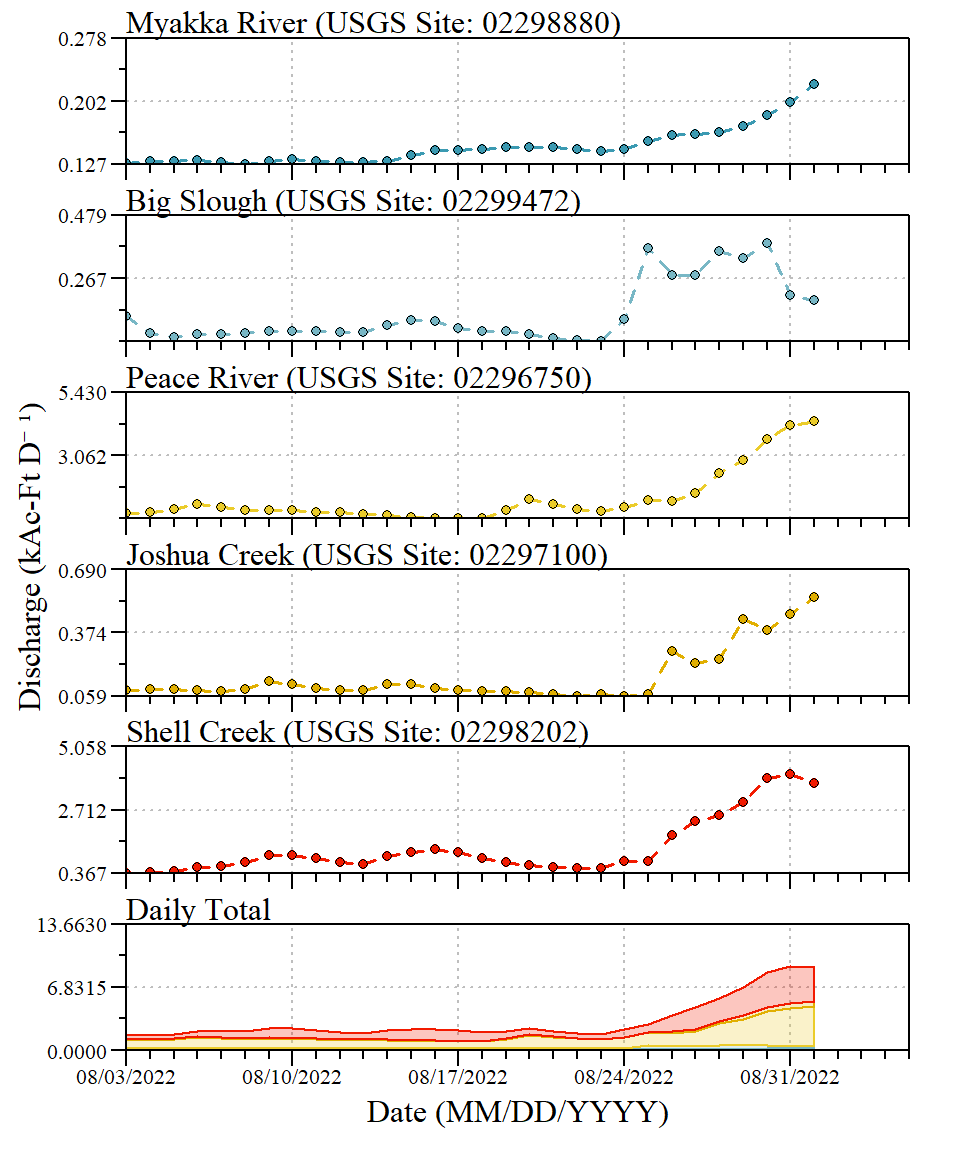 Myakka River (USGS Site: 02298880)
0.278
0.202
0.127
Big Slough (USGS Site: 02299472)
0.479
0.267
Peace River (USGS Site: 02296750)
5.430
3.062
Joshua Creek (USGS Site: 02297100)
0.690
0.374
0.059
Shell Creek (USGS Site: 02298202)
5.058
2.712
0.367
Daily Total
13.6630
6.8315
0.0000
08/03/2022 08/10/2022 08/17/2022 08/24/2022 08/31/2022
Date (MM/DD/YYYY)
Discharge (kAc-Ft D⁻¹)